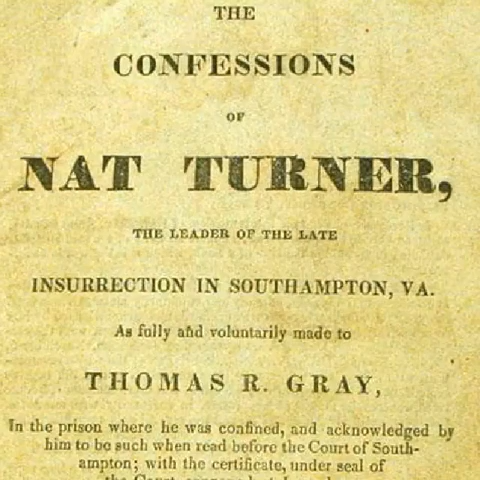 THE
CONFESSIONS
OF
NAT TURNER,
THE LEADER OF THE LATE
INSURRECTION IN SOUTHAMPTON, VA.
As fully and voluntarily made to
THOMAS R. GRAY,
In the prison where he was confined, and acknowledged by
him to be such when read before the Court of South-
ampton; with the certificate, under seal of
the Court